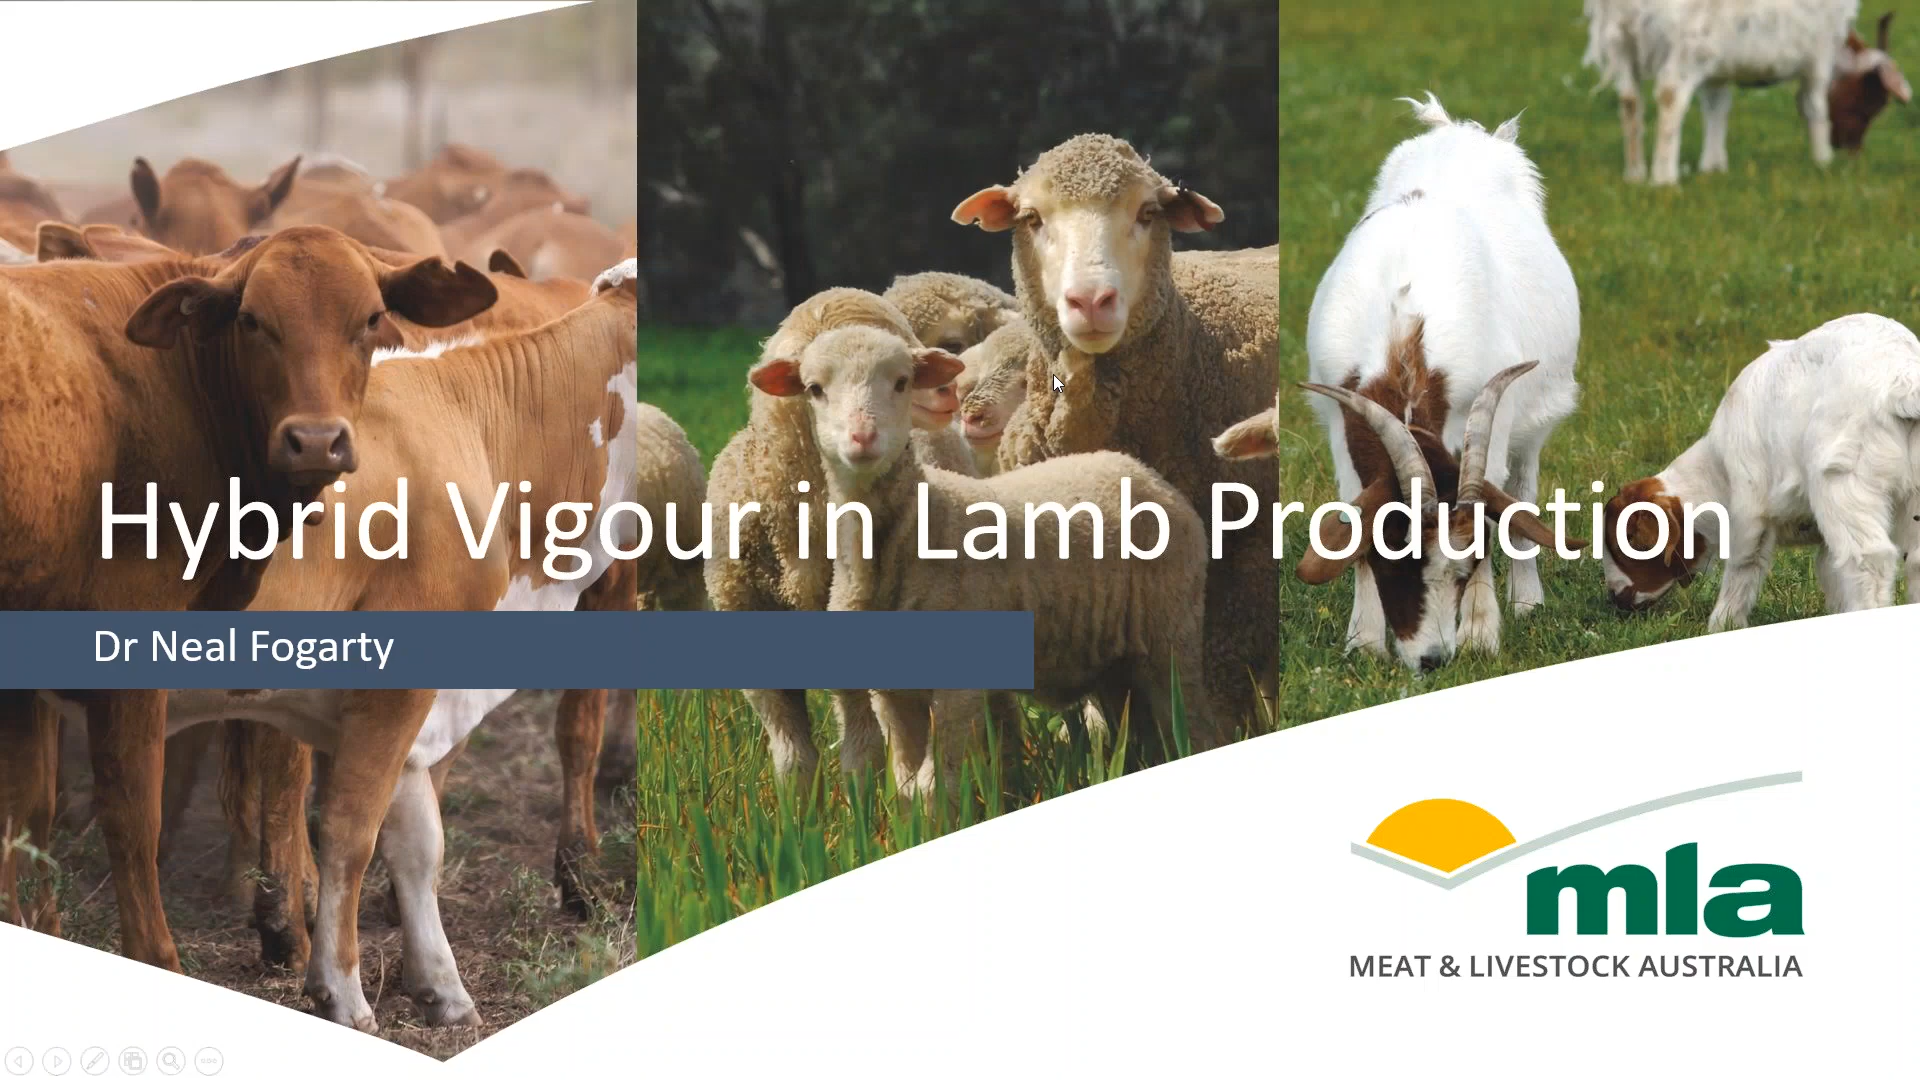 Hybrid Vigour in Lamb Production
Dr Neal Fogarty
mla
MEAT & LIVESTOCK AUSTRALIA